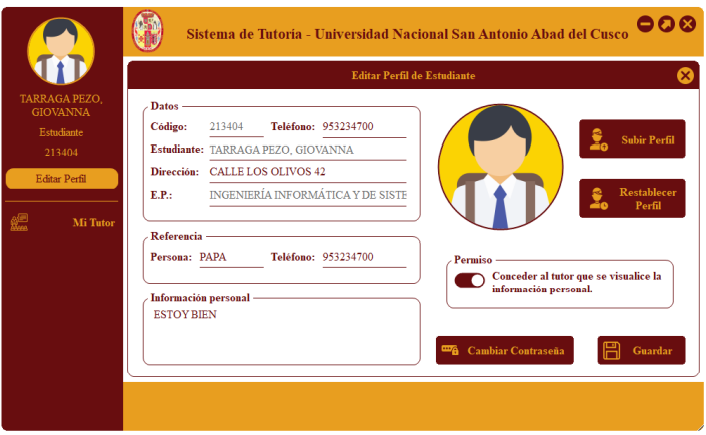 Sistema de Tutoría - Universidad Nacional San Antonio Abad del Cusco
TARRAGA PEZO,
GIOVANNA
Estudiante
213404
Editar Perfil
Mi Tutor
Editar Perfil de Estudiante
Datos
Código: 213404 Teléfono: 953234700
Estudiante: TARRAGA PEZO, GIOVANNA
Dirección: CALLE LOS OLIVOS 42
E.P.: INGENIERÍA INFORMÁTICA Y DE SISTE
Referencia
Persona: PAPA Teléfono: 953234700
Información personal
ESTOY BIEN
Subir Perfil
Restablecer
Perfil
Permiso
Conceder al tutor que se visualice la
información personal.
Cambiar Contraseña
Guardar